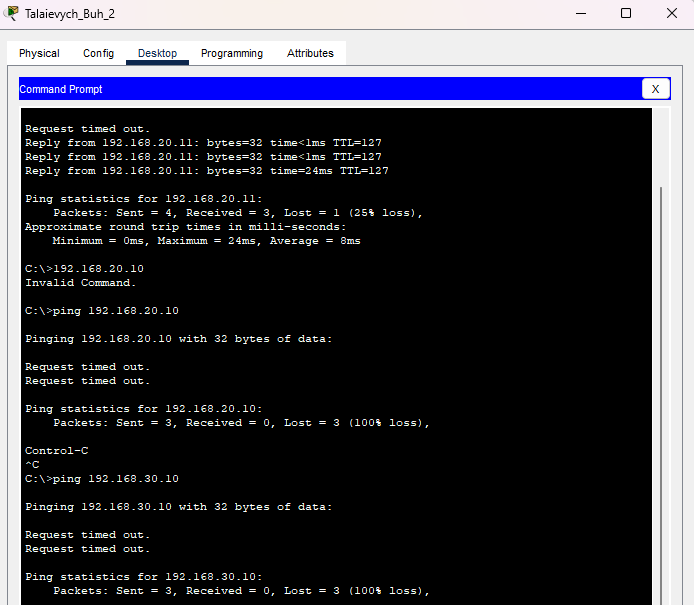 Talaievych_Buh_2
Physical Config Desktop Programming Attributes
Command Prompt X
Request timed out.
Reply from 192.168.20.11: bytes=32 time<1ms TTL=127
Reply from 192.168.20.11: bytes=32 time<1ms TTL=127
Reply from 192.168.20.11: bytes=32 time=24ms TTL=127
Ping statistics for 192.168.20.11:
Packets: Sent = 4, Received = 3, Lost = 1 (25% loss),
Approximate round trip times in milli-seconds:
Minimum = 0ms, Maximum = 24ms, Average = 8ms
C:\>192.168.20.10
Invalid Command.
C:\>ping 192.168.20.10
Pinging 192.168.20.10 with 32 bytes of data:
Request timed out.
Request timed out.
Ping statistics for 192.168.20.10:
Packets: Sent = 3, Received = 0, Lost = 3 (100% loss),
Control-C
^C
C:\>ping 192.168.30.10
Pinging 192.168.30.10 with 32 bytes of data:
Request timed out.
Request timed out.
Ping statistics for 192.168.30.10:
Packets: Sent = 3, Received = 0, Lost = 3 (100% loss),